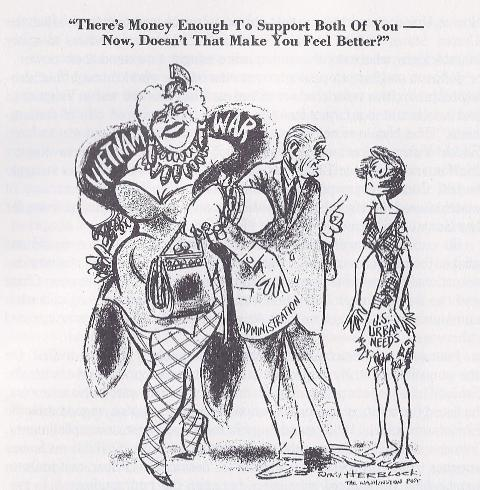 “There's Money Enough To Support Both Of You —
Now, Doesn't That Make You Feel Better?”
VIETNAM WAR
ADMINISTRATION
U.S.
URBAN
NEEDS
HERBLOCK
THE WASHINGTON POST